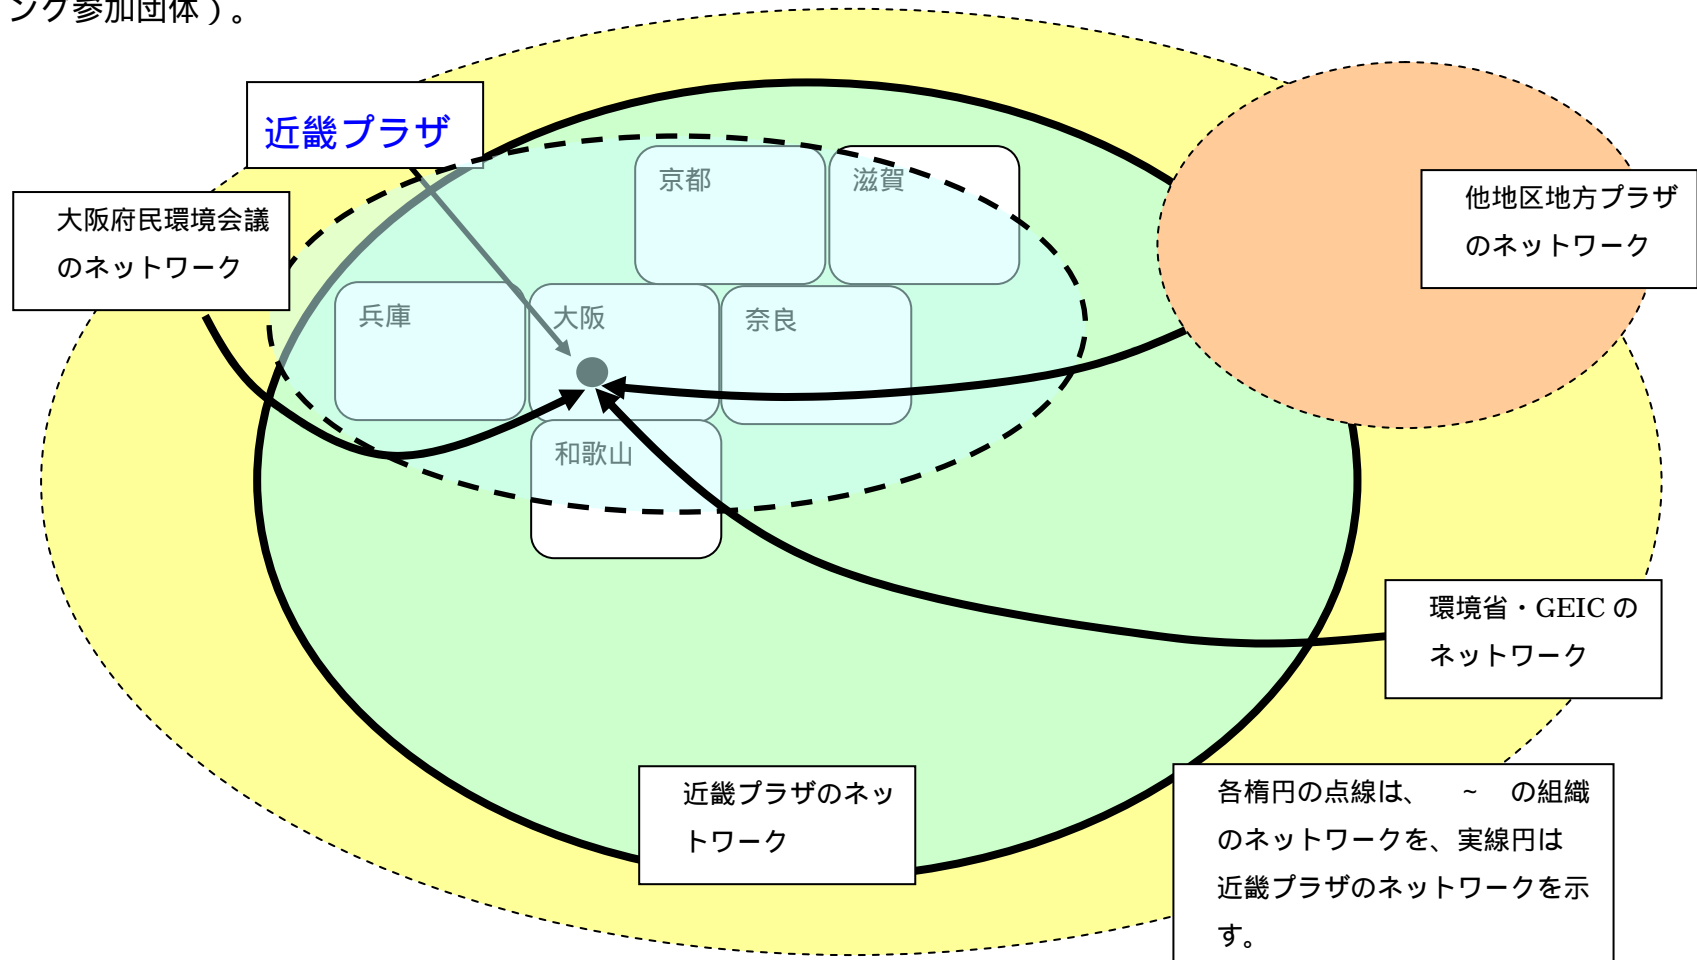 ング参加団体）。
近畿プラザ
京都
滋賀
他地区地方プラザ
のネットワーク
大阪府民環境会議
のネットワーク
兵庫
大阪
奈良
和歌山
環境省・GEIC の
ネットワーク
近畿プラザのネッ
トワーク
各楕円の点線は、　～　の組織
のネットワークを、実線円は
近畿プラザのネットワークを示
す。